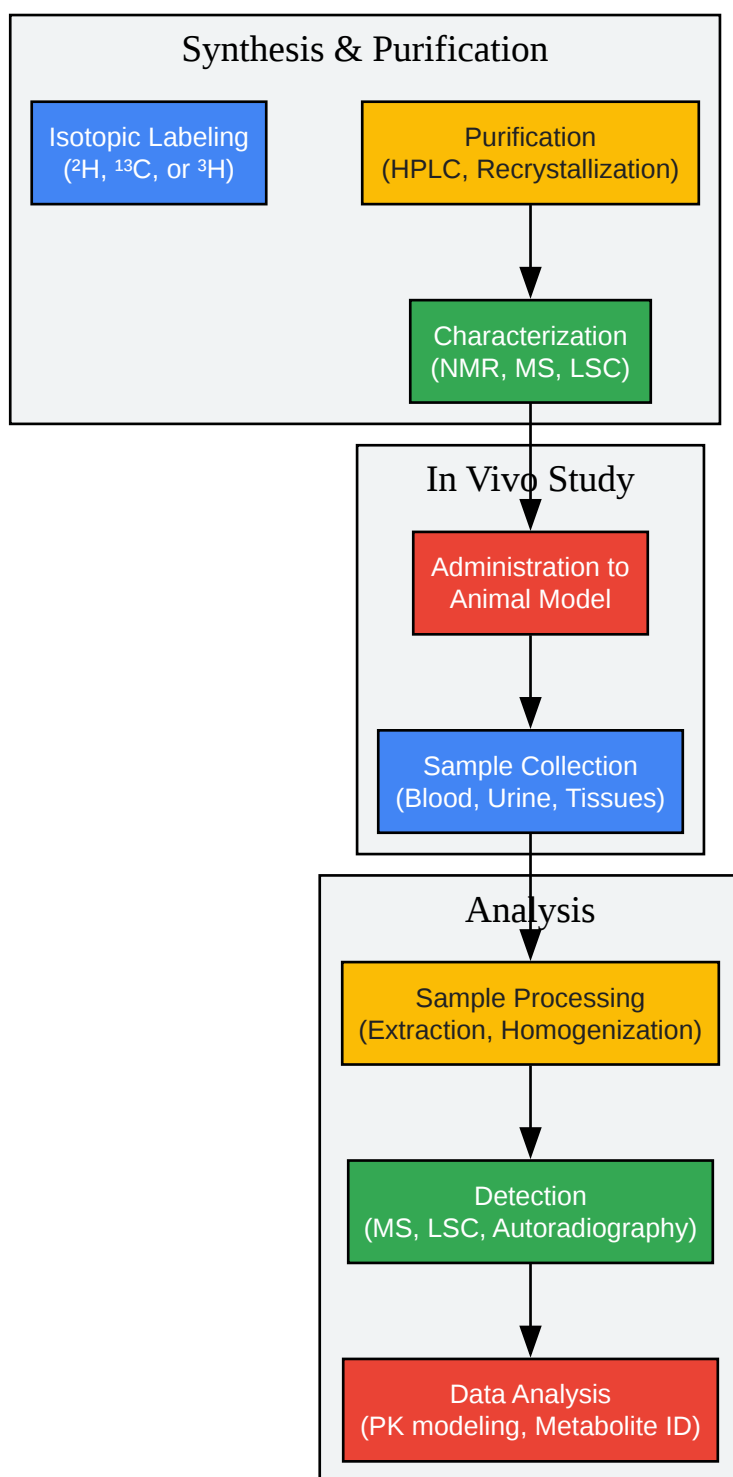 Synthesis & Purification
Isotopic Labeling
(²H, ¹³C, or ³H)
Purification
(HPLC, Recrystallization)
Characterization
(NMR, MS, LSC)
In Vivo Study
Administration to
Animal Model
Sample Collection
(Blood, Urine, Tissues)
Analysis
Sample Processing
(Extraction, Homogenization)
Detection
(MS, LSC, Autoradiography)
Data Analysis
(PK modeling, Metabolite ID)